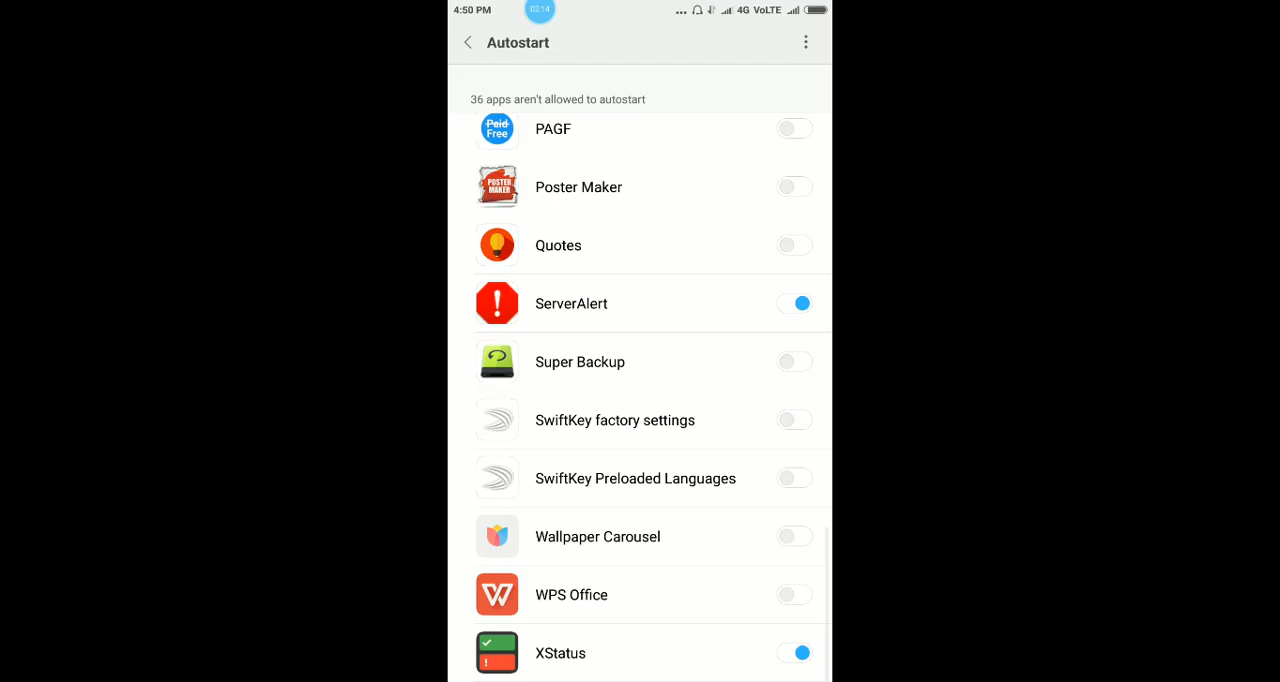 4:50 PM
02:14
4G VoLTE
Autostart
36 apps aren't allowed to autostart
Paid
Free
PAGF
POSTER
MAKER
Poster Maker
Quotes
!
ServerAlert
Super Backup
SwiftKey factory settings
SwiftKey Preloaded Languages
Wallpaper Carousel
W
WPS Office
!
XStatus